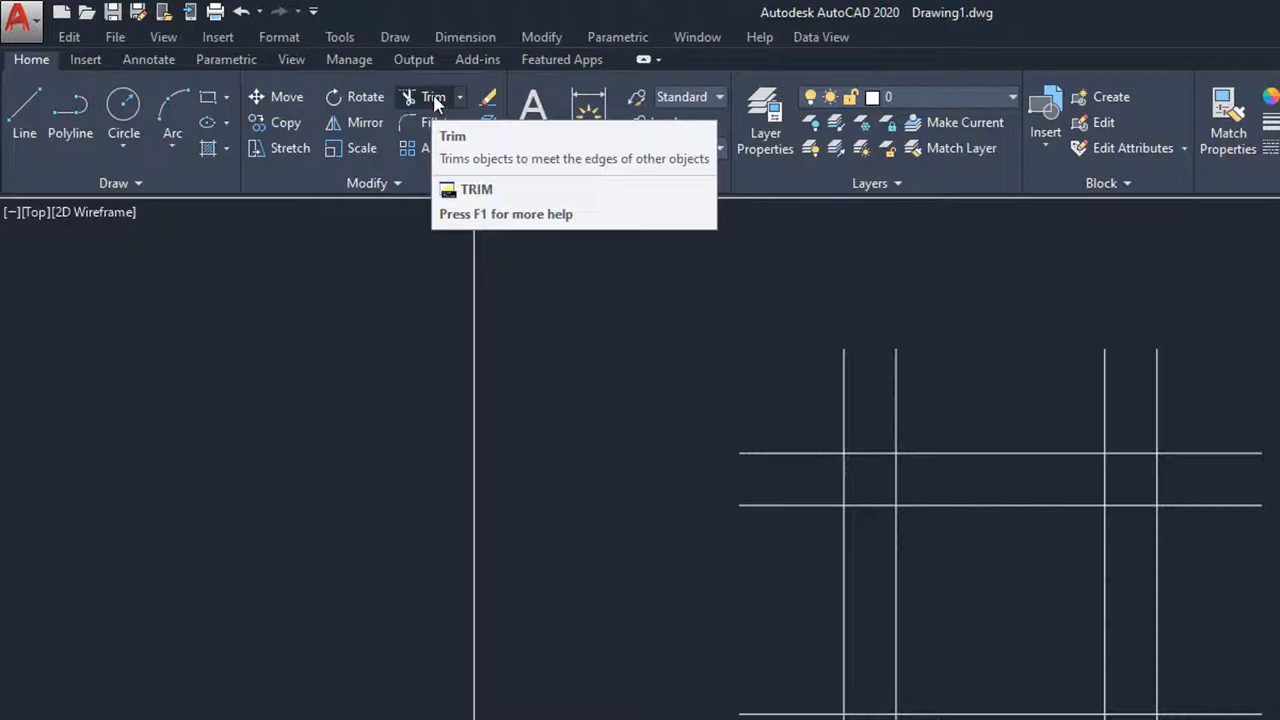 Autodesk AutoCAD 2020 Drawing1.dwg
Edit File View Insert Format Tools Draw Dimension Modify Parametric Window Help Data View
Home Insert Annotate Parametric View Manage Output Add-ins Featured Apps
Line Polyline Circle Arc
Move Rotate Trim
Copy Mirror
Stretch Scale
A
Standard
Layer Properties
0
Make Current
Match Layer
Insert
Create
Edit
Edit Attributes
Match Properties
Draw Modify Layers Block
Trim
Trims objects to meet the edges of other objects
TRIM
Press F1 for more help
[−][Top][2D Wireframe]